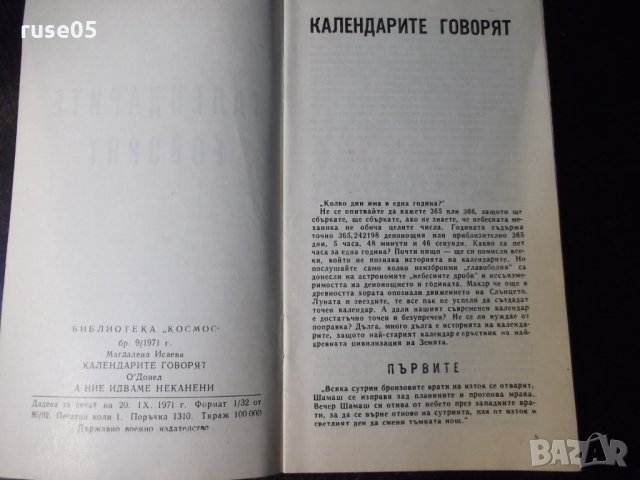 ruse05
БИБЛИОТЕКА „КОСМОС"
бр. 9/1971 г.
Магдалена Исаева
КАЛЕНДАРИТЕ ГОВОРЯТ
О'Донел
А НИЕ ИДВАМЕ НЕКАНЕНИ
Дадена за печат на 20. IX. 1971 г. Формат 1/32 от
80/92. Печатни коли 1. Поръчка 1310. Тираж 100 000
Държавно военно издателство
КАЛЕНДАРИТЕ ГОВОРЯТ
„Колко дни има в една година?"
Не се опитвайте да кажете 365 или 366, защото ще
сбъркате, ще сбъркате, ако не знаете, че небесната ме-
ханика не обича целите числа. Годината съдържа
точно 365,242198 денонощия или приблизително 365
дни, 5 часа, 48 минути и 46 секунди. Какво са пет
часа за една година? Почти нищо — ще си помисли все-
ки, който не познава историята на календарите. Но
послушайте само колко неизброими „главоболия" са
донесли на астрономите „небесните дроби" и несъизме-
римостта на денонощието и годината. Макар че още в
древността хората опознали движението на Слънцето,
Луната и звездите, те все пак не успели да създадат
точен календар. А дали нашият съвременен календар
е достатъчно точен и безупречен? Не се ли нуждае от
поправка? Дълга, много дълга е историята на календа-
рите, защото най-старият календар е връстник на най-
древната цивилизация на Земята.
ПЪРВИТЕ
„Всяка сутрин бронзовите врати на изток се отварят.
Шамаш се изправя зад планините и прогонва мрака.
Вечер Шамаш си отива от небето през западните вра-
ти, за да се върне отново на сутринта, пак от изток и
светлият ден да смени тъмната нощ."
BAZAR